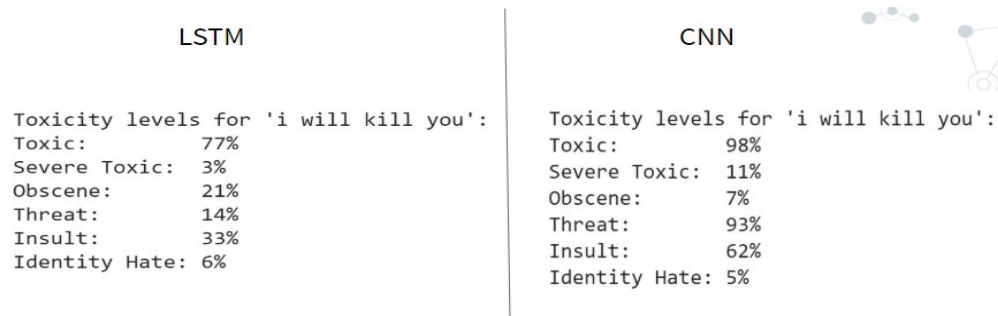 LSTM
Toxicity levels for 'i will kill you':
Toxic: 77%
Severe Toxic: 3%
Obscene: 21%
Threat: 14%
Insult: 33%
Identity Hate: 6%
CNN
Toxicity levels for 'i will kill you':
Toxic: 98%
Severe Toxic: 11%
Obscene: 7%
Threat: 93%
Insult: 62%
Identity Hate: 5%